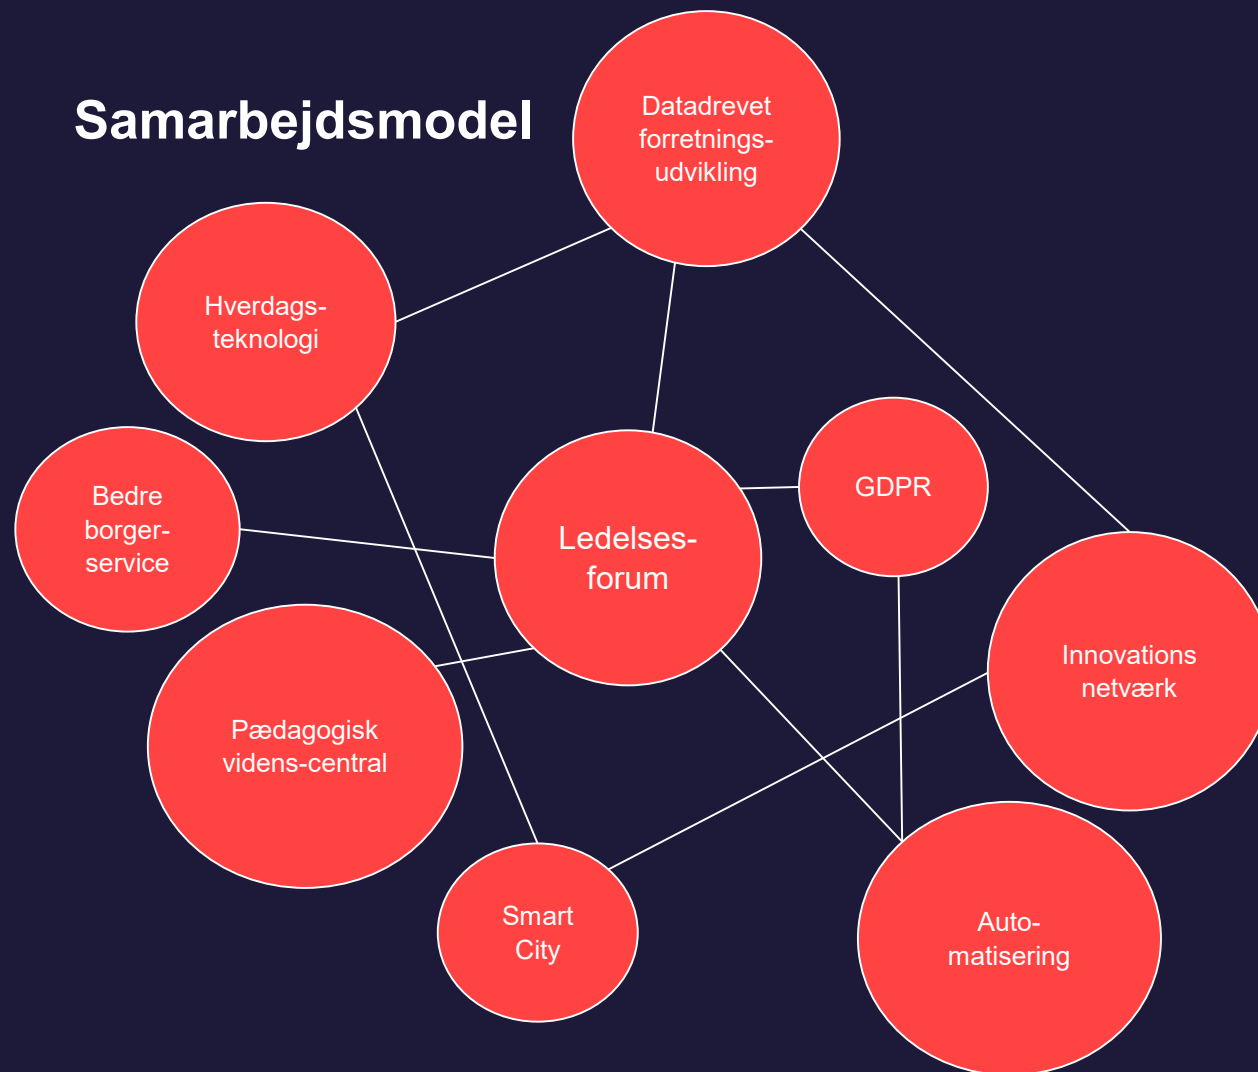 Samarbejdsmodel
Datadrevet
forretnings-
udvikling
Hverdags-
teknologi
Bedre
borger-
service
Ledelses-
forum
GDPR
Innovations
netværk
Pædagogisk
videns-central
Smart
City
Auto-
matisering